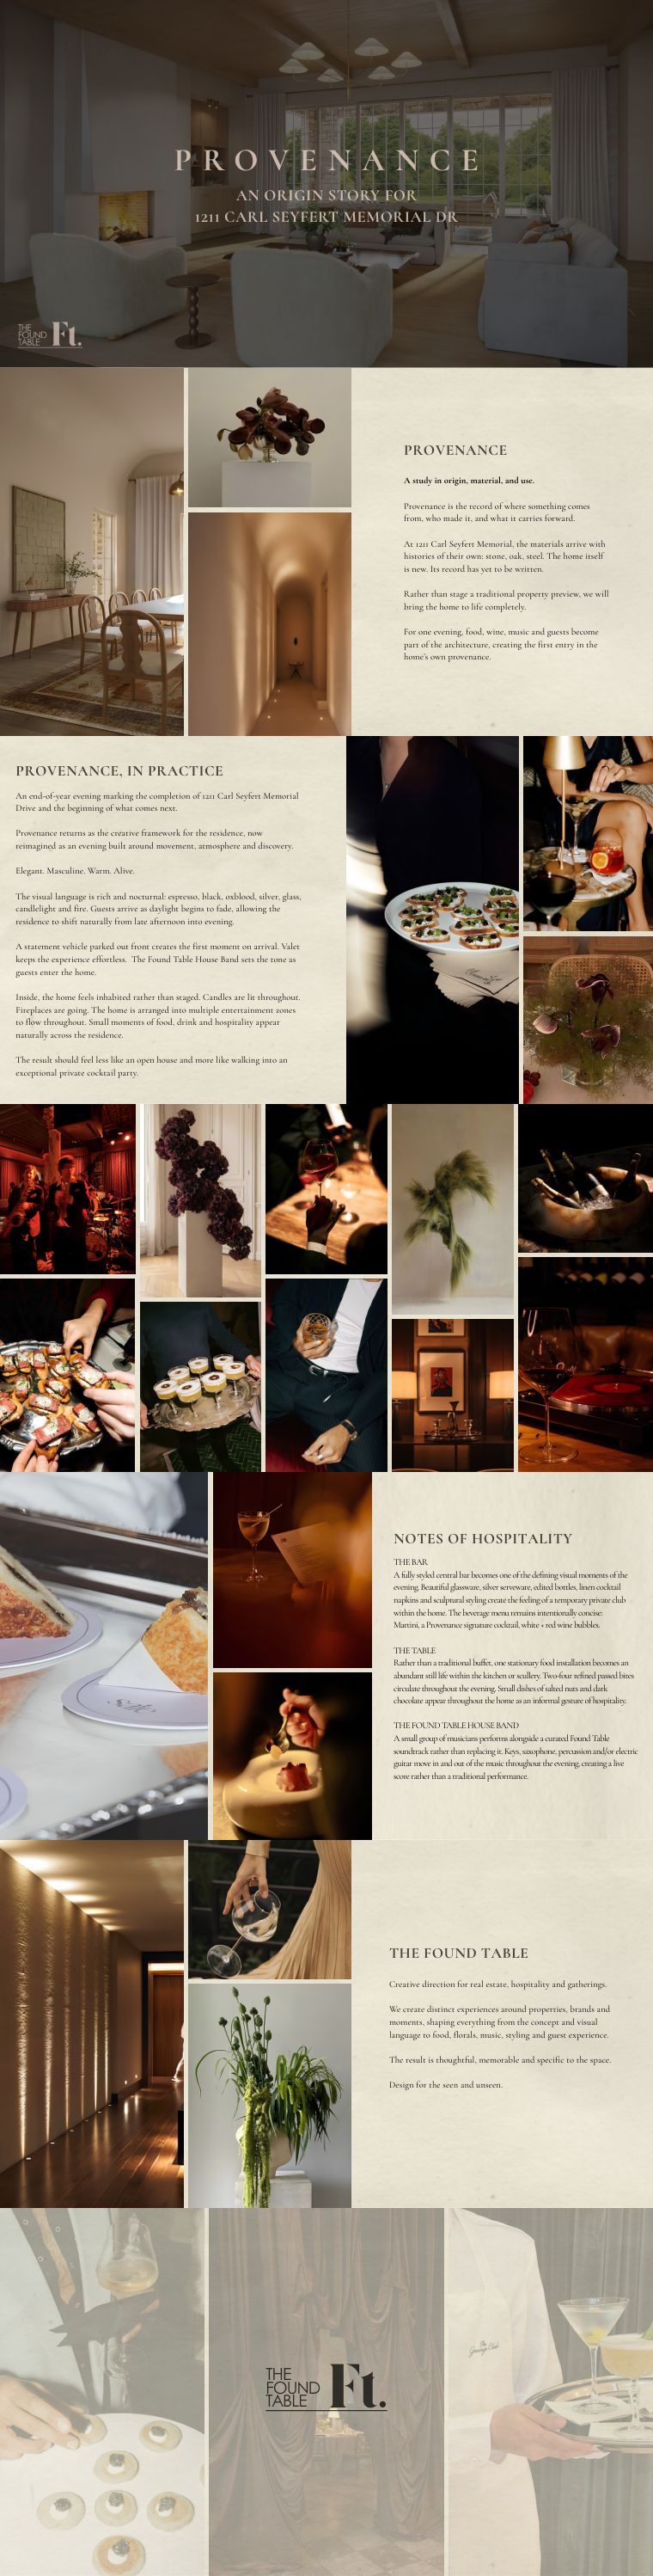 PROVENANCE
AN ORIGIN STORY FOR
1211 CARL SEYFERT MEMORIAL DR
THE
FOUND
TABLE
Ft.
PROVENANCE
A study in origin, material, and use.
Provenance is the record of where something comes
from, who made it, and what it carries forward.
At 1211 Carl Seyfert Memorial, the materials arrive with
histories of their own: stone, oak, steel. The home itself
is new. Its record has yet to be written.
Rather than stage a traditional property preview, we will
bring the home to life completely.
For one evening, food, wine, music and guests become
part of the architecture, creating the first entry in the
home's own provenance.
PROVENANCE, IN PRACTICE
An end-of-year evening marking the completion of 1211 Carl Seyfert Memorial
Drive and the beginning of what comes next.
Provenance returns as the creative framework for the residence, now
reimagined as an evening built around movement, atmosphere and discovery.
Elegant. Masculine. Warm. Alive.
The visual language is rich and nocturnal: espresso, black, oxblood, silver, glass,
candlelight and fire. Guests arrive as daylight begins to fade, allowing the
residence to shift naturally from late afternoon into evening.
A statement vehicle parked out front creates the first moment on arrival. Valet
keeps the experience effortless. The Found Table House Band sets the tone as
guests enter the home.
Inside, the home feels inhabited rather than staged. Candles are lit throughout.
Fireplaces are going. The home is arranged into multiple entertainment zones
to flow throughout. Small moments of food, drink and hospitality appear
naturally across the residence.
The result should feel less like an open house and more like walking into an
exceptional private cocktail party.
NOTES OF HOSPITALITY
THE BAR
A fully styled central bar becomes one of the defining visual moments of the
evening. Beautiful glassware, silver serveware, edited bottles, linen cocktail
napkins and sculptural styling create the feeling of a temporary private club
within the home. The beverage menu remains intentionally concise:
Martini, a Provenance signature cocktail, white + red wine bubbles.
THE TABLE
Rather than a traditional buffet, one stationary food installation becomes an
abundant still life within the kitchen or scullery. Two-four refined passed bites
circulate throughout the evening. Small dishes of salted nuts and dark
chocolate appear throughout the home as an informal gesture of hospitality.
THE FOUND TABLE HOUSE BAND
A small group of musicians performs alongside a curated Found Table
soundtrack rather than replacing it. Keys, saxophone, percussion and/or electric
guitar move in and out of the music throughout the evening, creating a live
score rather than a traditional performance.
THE FOUND TABLE
Creative direction for real estate, hospitality and gatherings.
We create distinct experiences around properties, brands and
moments, shaping everything from the concept and visual
language to food, florals, music, styling and guest experience.
The result is thoughtful, memorable and specific to the space.
Design for the seen and unseen.
THE
FOUND
TABLE
Ft.